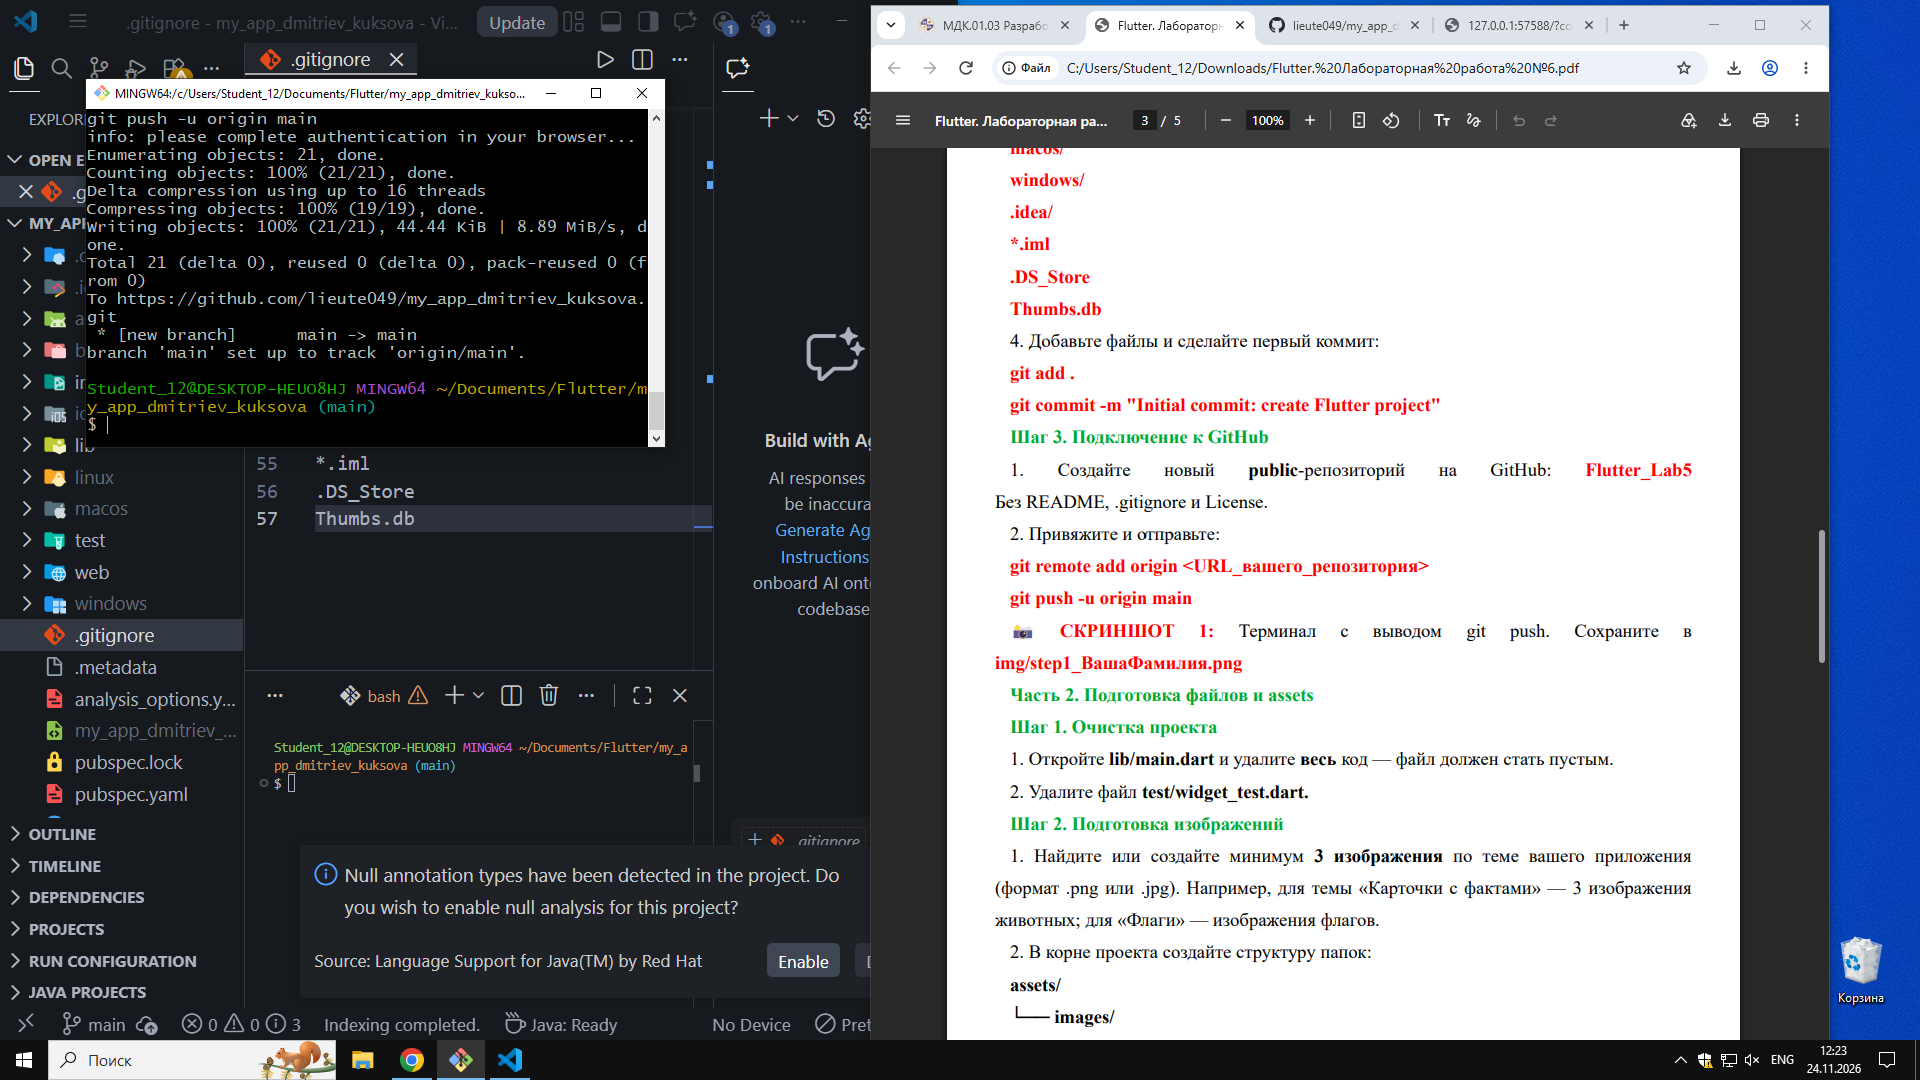 .gitignore - my_app_dmitriev_kuksova - Vi...
Update
.gitignore
EXPLOR
OPEN E
.g
MY_API
lib
linux
macos
test
web
windows
.gitignore
.metadata
analysis_options.y...
my_app_dmitriev_...
pubspec.lock
pubspec.yaml
OUTLINE
TIMELINE
DEPENDENCIES
PROJECTS
RUN CONFIGURATION
JAVA PROJECTS
MINGW64:/c/Users/Student_12/Documents/Flutter/my_app_dmitriev_kukso...
git push -u origin main
info: please complete authentication in your browser...
Enumerating objects: 21, done.
Counting objects: 100% (21/21), done.
Delta compression using up to 16 threads
Compressing objects: 100% (19/19), done.
Writing objects: 100% (21/21), 44.44 KiB | 8.89 MiB/s, d
one.
Total 21 (delta 0), reused 0 (delta 0), pack-reused 0 (f
rom 0)
To https://github.com/lieute049/my_app_dmitriev_kuksova.
git
* [new branch]      main -> main
branch 'main' set up to track 'origin/main'.
Student_12@DESKTOP-HEUO8HJ MINGW64 ~/Documents/Flutter/m
y_app_dmitriev_kuksova (main)
$
55 *.iml
56 .DS_Store
57 Thumbs.db
Build with Ag
AI responses
be inaccura
Generate Ag
Instructions
onboard AI onto
codebase
bash
Student_12@DESKTOP-HEUO8HJ MINGW64 ~/Documents/Flutter/my_a
pp_dmitriev_kuksova (main)
$
.gitignore
Null annotation types have been detected in the project. Do
you wish to enable null analysis for this project?
Source: Language Support for Java(TM) by Red Hat
Enable
D
main
0 0 3
Indexing completed.
Java: Ready
No Device
Pret
МДК.01.03 Разрабо
Flutter. Лабораторн
lieute049/my_app_d
127.0.0.1:57588/?co
Файл
C:/Users/Student_12/Downloads/Flutter.%20Лабораторная%20работа%20№6.pdf
Flutter. Лабораторная ра...
3 / 5
100%
macos/
windows/
.idea/
*.iml
.DS_Store
Thumbs.db
4. Добавьте файлы и сделайте первый коммит:
git add .
git commit -m "Initial commit: create Flutter project"
Шаг 3. Подключение к GitHub
1. Создайте новый public-репозиторий на GitHub: Flutter_Lab5
Без README, .gitignore и License.
2. Привяжите и отправьте:
git remote add origin <URL_вашего_репозитория>
git push -u origin main
СКРИНШОТ 1: Терминал с выводом git push. Сохраните в
img/step1_ВашаФамилия.png
Часть 2. Подготовка файлов и assets
Шаг 1. Очистка проекта
1. Откройте lib/main.dart и удалите весь код — файл должен стать пустым.
2. Удалите файл test/widget_test.dart.
Шаг 2. Подготовка изображений
1. Найдите или создайте минимум 3 изображения по теме вашего приложения
(формат .png или .jpg). Например, для темы «Карточки с фактами» — 3 изображения
животных; для «Флаги» — изображения флагов.
2. В корне проекта создайте структуру папок:
assets/
└── images/
Корзина
Поиск
ENG
12:23
24.11.2026